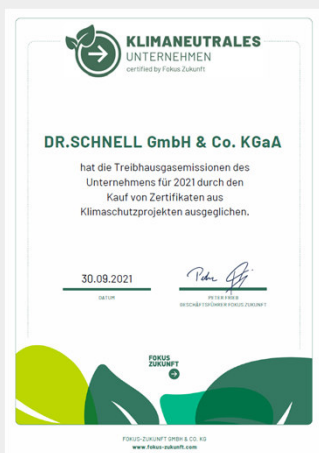 KLIMANEUTRALES
UNTERNEHMEN
certified by Fokus Zukunft
DR.SCHNELL GmbH & Co. KGaA
hat die Treibhausgasemissionen des
Unternehmens für 2021 durch den
Kauf von Zertifikaten aus
Klimaschutzprojekten ausgeglichen.
30.09.2021
DATUM
PETER FRIEß
GESCHÄFTSFÜHRER FOKUS ZUKUNFT
FOKUS
ZUKUNFT
FOKUS-ZUKUNFT GMBH & CO. KG
www.fokus-zukunft.com